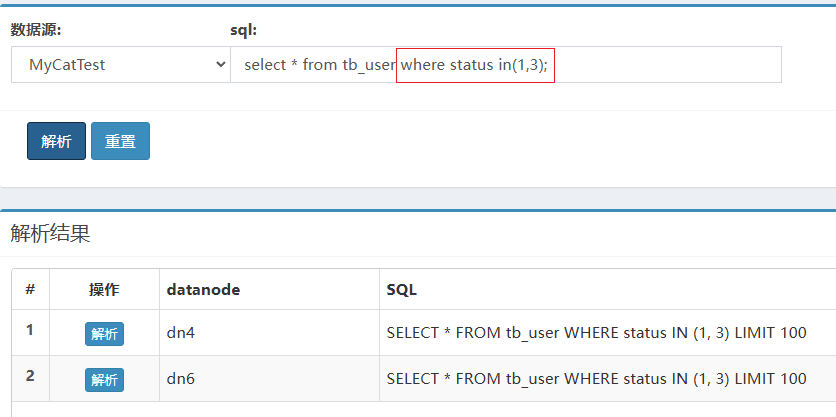 数据源: sql:
MyCatTest select * from tb_user where status in(1,3);
解析 重置
解析结果
# 操作 datanode SQL
1 解析 dn4 SELECT * FROM tb_user WHERE status IN (1, 3) LIMIT 100
2 解析 dn6 SELECT * FROM tb_user WHERE status IN (1, 3) LIMIT 100